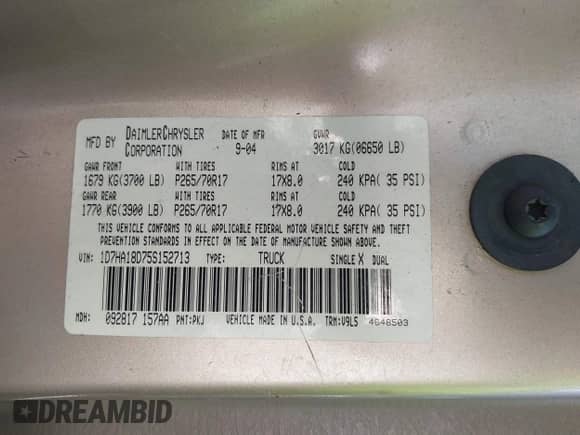 MFD BY DAIMLERCHRYSLER CORPORATION DATE OF MFR 9-04 GVWR 3017 KG(06650 LB)
GAWR FRONT WITH TIRES RIMS AT COLD
1679 KG(3700 LB) P265/70R17 17X8.0 240 KPA( 35 PSI)
GAWR REAR WITH TIRES RIMS AT COLD
1770 KG(3900 LB) P265/70R17 17X8.0 240 KPA( 35 PSI)
THIS VEHICLE CONFORMS TO ALL APPLICABLE FEDERAL MOTOR VEHICLE SAFETY AND THEFT
PREVENTION STANDARDS IN EFFECT ON THE DATE OF MANUFACTURE SHOWN ABOVE.
VIN: 1D7HA18D75S152713 TYPE: TRUCK SINGLE X DUAL
MDH: 092817 157AA PNT:PKJ VEHICLE MADE IN U.S.A. TRM:V9L5 4648503
DREAMBID